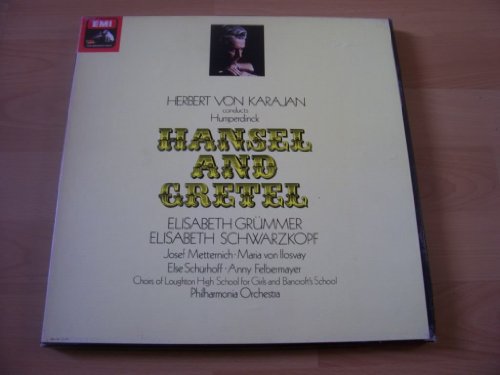 EMI
HERBERT VON KARAJAN
conducts
Humperdinck
HANSEL
AND
GRETEL
ELISABETH GRÜMMER
ELISABETH SCHWARZKOPF
Josef Metternich · Maria von Ilosvay
Else Schürhoff · Änny Felbermayer
Choirs of Loughton High School for Girls and Bancroft's School
Philharmonia Orchestra